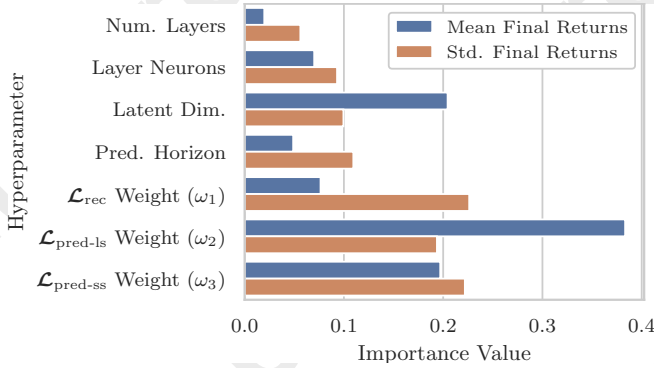 Num. Layers
Layer Neurons
Latent Dim.
Pred. Horizon
𝓛rec Weight (ω1)
𝓛pred-ls Weight (ω2)
𝓛pred-ss Weight (ω3)
Hyperparameter
Mean Final Returns
Std. Final Returns
0.0 0.1 0.2 0.3 0.4
Importance Value